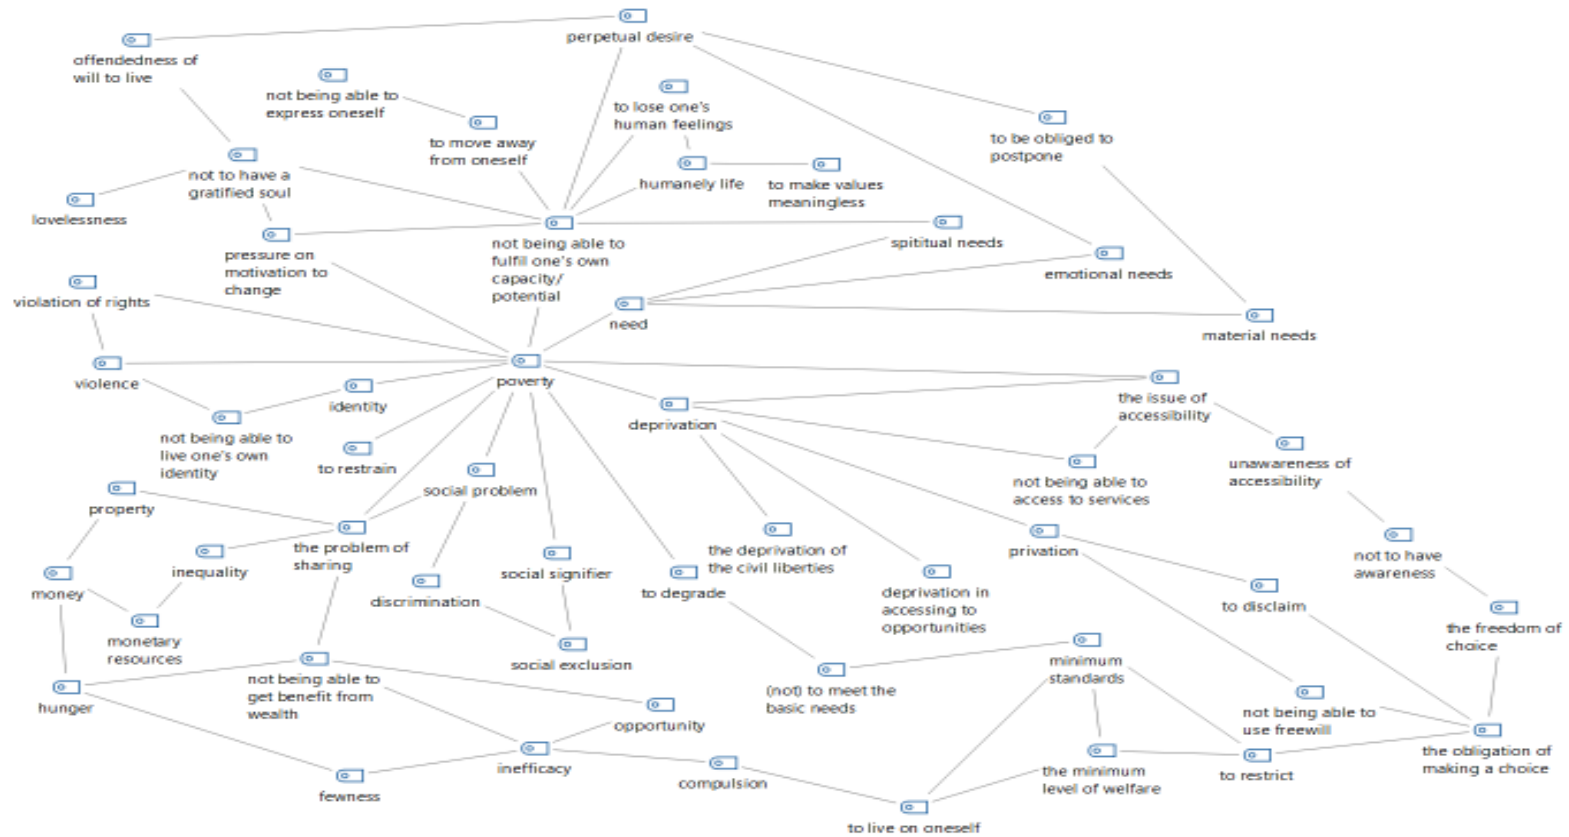 perpetual desire
offendedness of
will to live
not being able to
express oneself
to lose one's
human feelings
to be obliged to
postpone
to move away
from oneself
not to have a
gratified soul
humanely life
to make values
meaningless
lovelessness
not being able to
fulfil one's own
capacity/
potential
spititual needs
emotional needs
pressure on
motivation to
change
violation of rights
need
material needs
violence
poverty
identity
deprivation
the issue of
accessibility
not being able to
live one's own
identity
to restrain
social problem
not being able to
access to services
unawareness of
accessibility
property
the problem of
sharing
inequality
social signifier
the deprivation of
the civil liberties
privation
not to have
awareness
money
discrimination
to degrade
deprivation in
accessing to
opportunities
to disclaim
the freedom of
choice
monetary
resources
social exclusion
minimum
standards
not being able to
get benefit from
wealth
hunger
(not) to meet the
basic needs
opportunity
not being able to
use freewill
the obligation of
making a choice
inefficacy
compulsion
the minimum
level of welfare
to restrict
fewness
to live on oneself